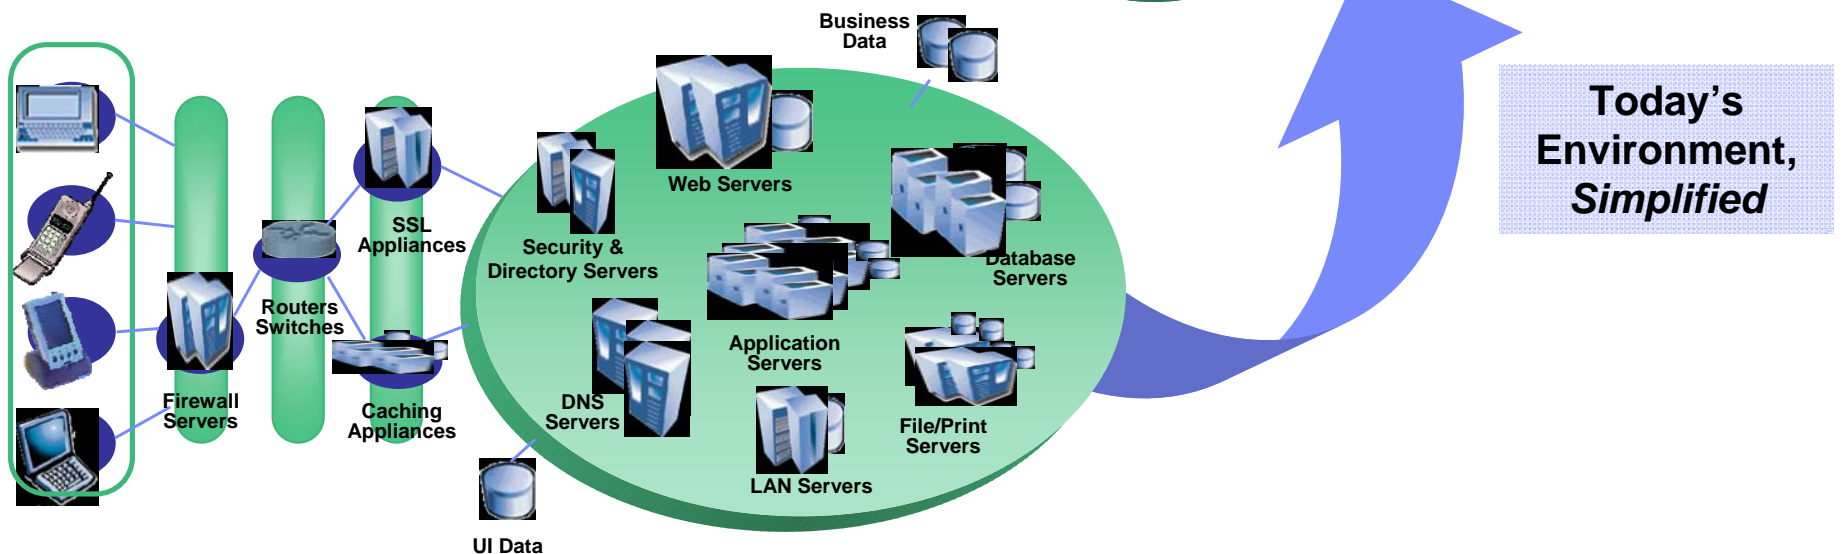 Business
Data
Today's
Environment,
Simplified
Web Servers
SSL
Appliances
Security &
Directory Servers
Database
Servers
Routers
Switches
Application
Servers
Firewall
Servers
Caching
Appliances
DNS
Servers
File/Print
Servers
LAN Servers
UI Data